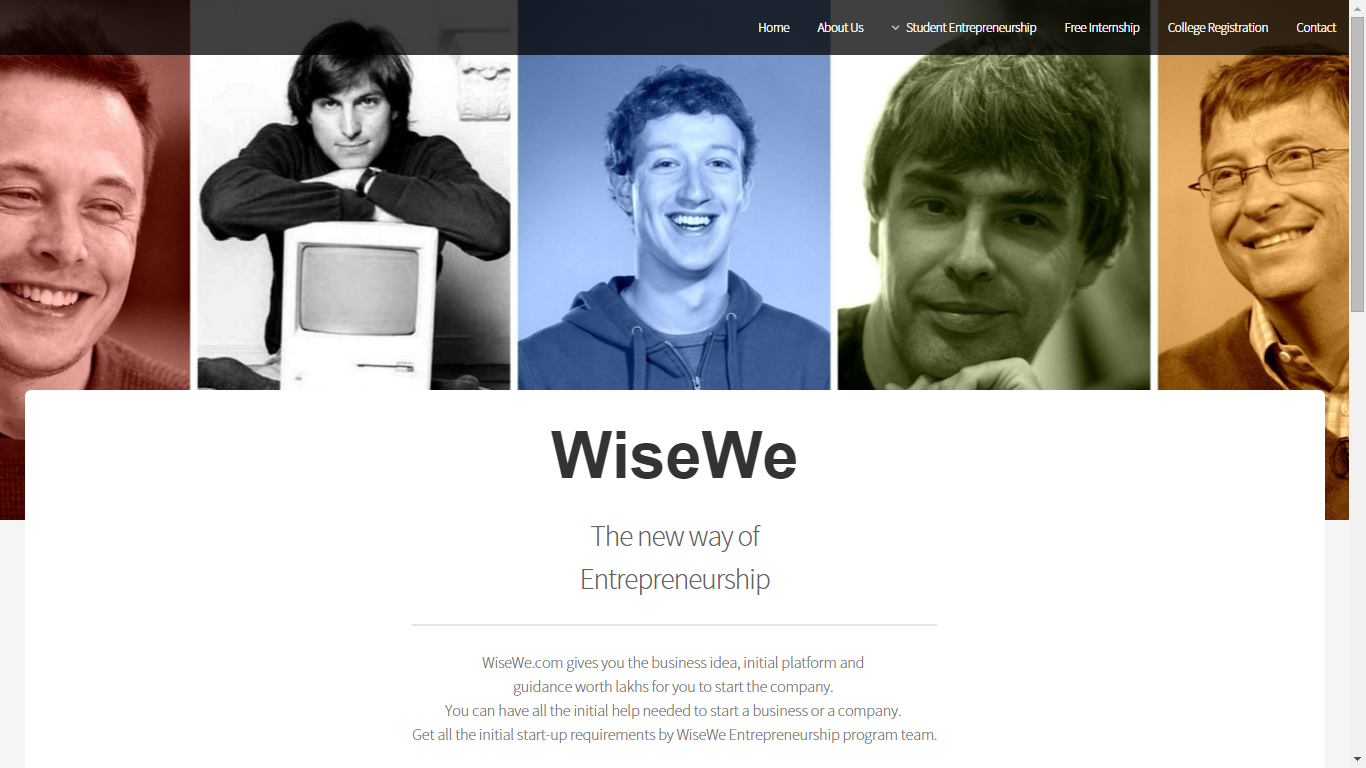 Home About Us Student Entrepreneurship Free Internship College Registration Contact
WiseWe
The new way of
Entrepreneurship
WiseWe.com gives you the business idea, initial platform and
guidance worth lakhs for you to start the company.
You can have all the initial help needed to start a business or a company.
Get all the initial start-up requirements by WiseWe Entrepreneurship program team.